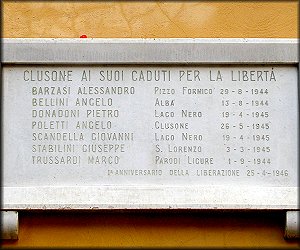 CLUSONE AI SUOI CADUTI PER LA LIBERTÀ
BARZASI ALESSANDRO PIZZO FORMICO 29-8-1944
BELLINI ANGELO ALBA 13-8-1944
DONADONI PIETRO LAGO NERO 19-4-1945
POLETTI ANGELO CLUSONE 26-5-1945
SCANDELLA GIOVANNI LAGO NERO 19-4-1945
STABILINI GIUSEPPE S. LORENZO 3-3-1945
TRUSSARDI MARCO PARODI LIGURE 1-9-1944
1° ANNIVERSARIO DELLA LIBERAZIONE 25-4-1946